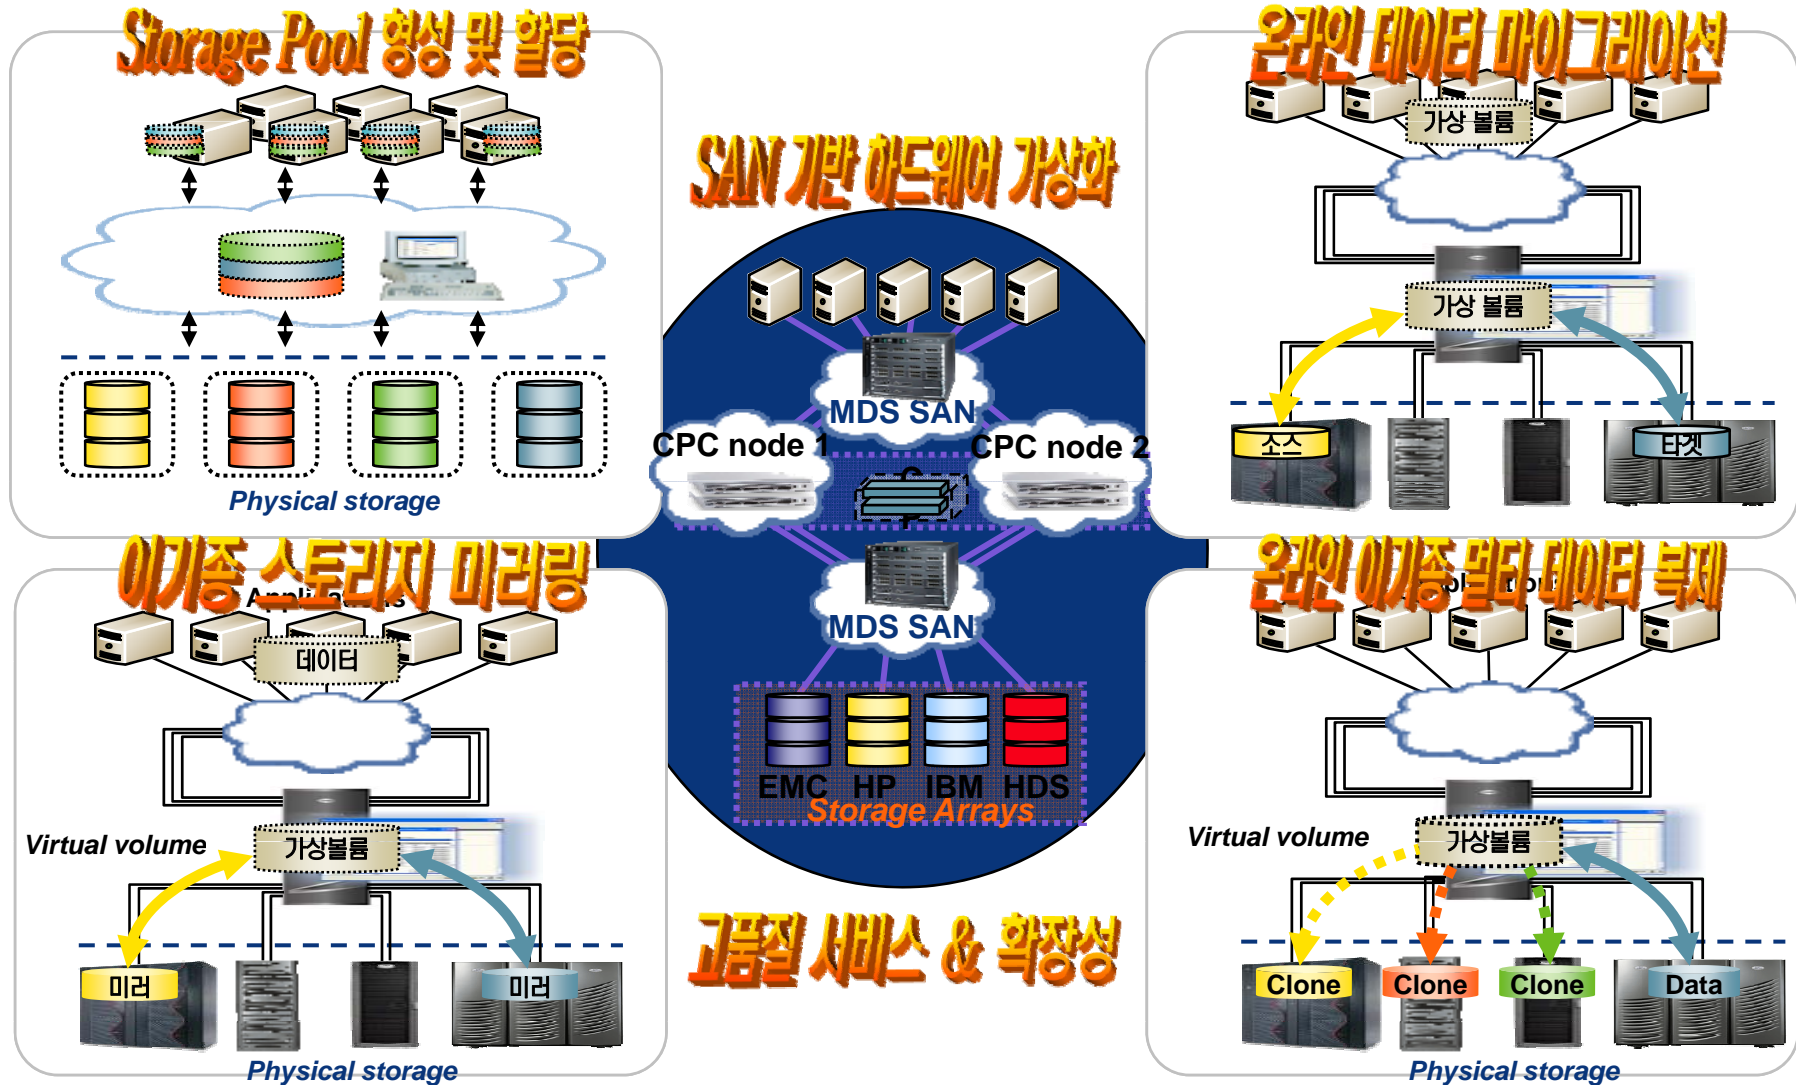 Storage Pool 형성 및 할당
Physical storage
SAN 기반 하드웨어 가상화
MDS SAN
CPC node 1
CPC node 2
MDS SAN
EMC
HP
IBM
HDS
Storage Arrays
고품질 서비스 & 확장성
온라인 데이터 마이그레이션
가상 볼륨
가상 볼륨
소스
타겟
이기종 스토리지 미러링
Applications
데이터
Virtual volume
가상볼륨
미러
미러
Physical storage
온라인 이기종 멀터 데이터 복제
Applications
Virtual volume
가상볼륨
Clone
Clone
Clone
Data
Physical storage